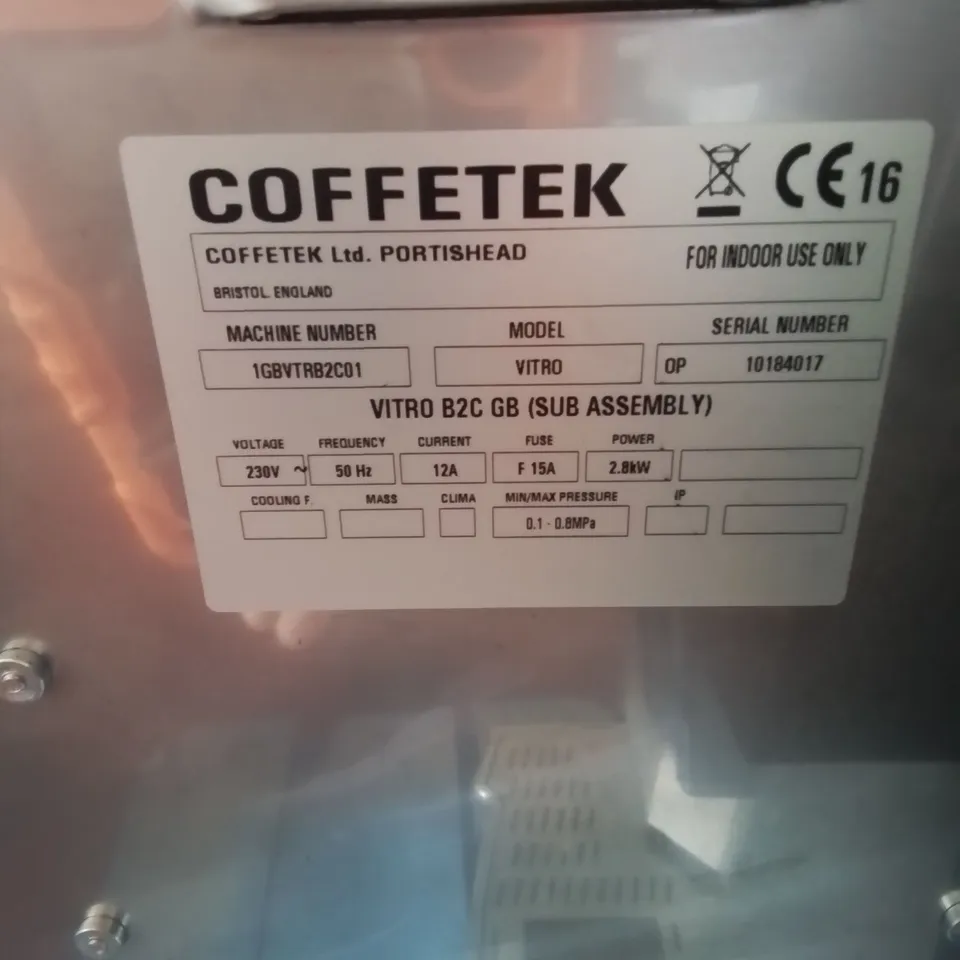 COFFETEK CE 16
COFFETEK Ltd. PORTISHEAD FOR INDOOR USE ONLY
BRISTOL. ENGLAND
MACHINE NUMBER MODEL SERIAL NUMBER
1GBVTRB2C01 VITRO OP 10184017
VITRO B2C GB (SUB ASSEMBLY)
VOLTAGE FREQUENCY CURRENT FUSE POWER
230V ~ 50 Hz 12A F 15A 2.8kW
COOLING F. MASS CLIMA MIN/MAX PRESSURE IP
0.1 - 0.8MPa